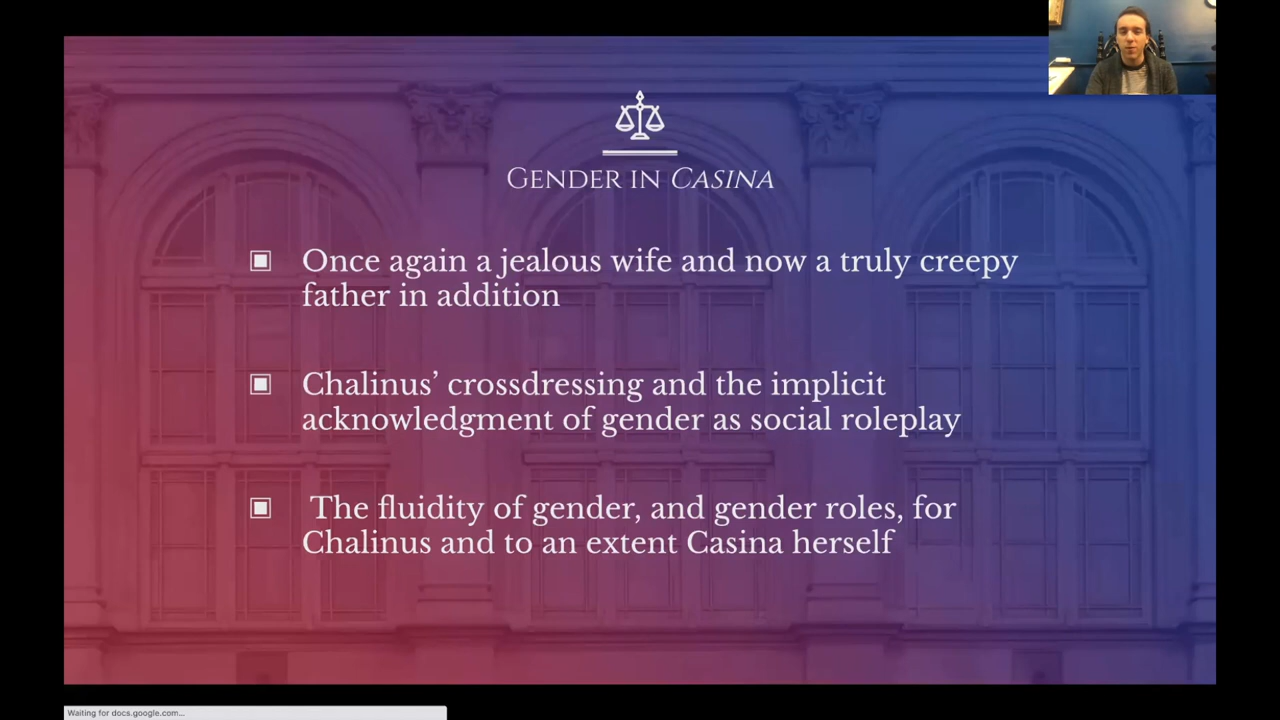 GENDER IN CASINA
Once again a jealous wife and now a truly creepy
father in addition
Chalinus’ crossdressing and the implicit
acknowledgment of gender as social roleplay
The fluidity of gender, and gender roles, for
Chalinus and to an extent Casina herself
Waiting for docs.google.com...